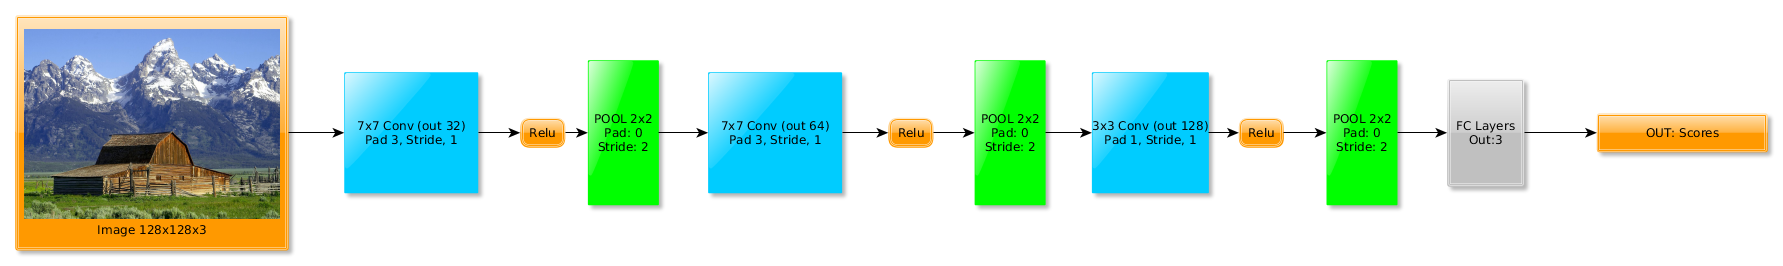 Image 128x128x3
7x7 Conv (out 32)
Pad 3, Stride, 1
Relu
POOL 2x2
Pad: 0
Stride: 2
7x7 Conv (out 64)
Pad 3, Stride, 1
Relu
POOL 2x2
Pad: 0
Stride: 2
3x3 Conv (out 128)
Pad 1, Stride, 1
Relu
POOL 2x2
Pad: 0
Stride: 2
FC Layers
Out:3
OUT: Scores